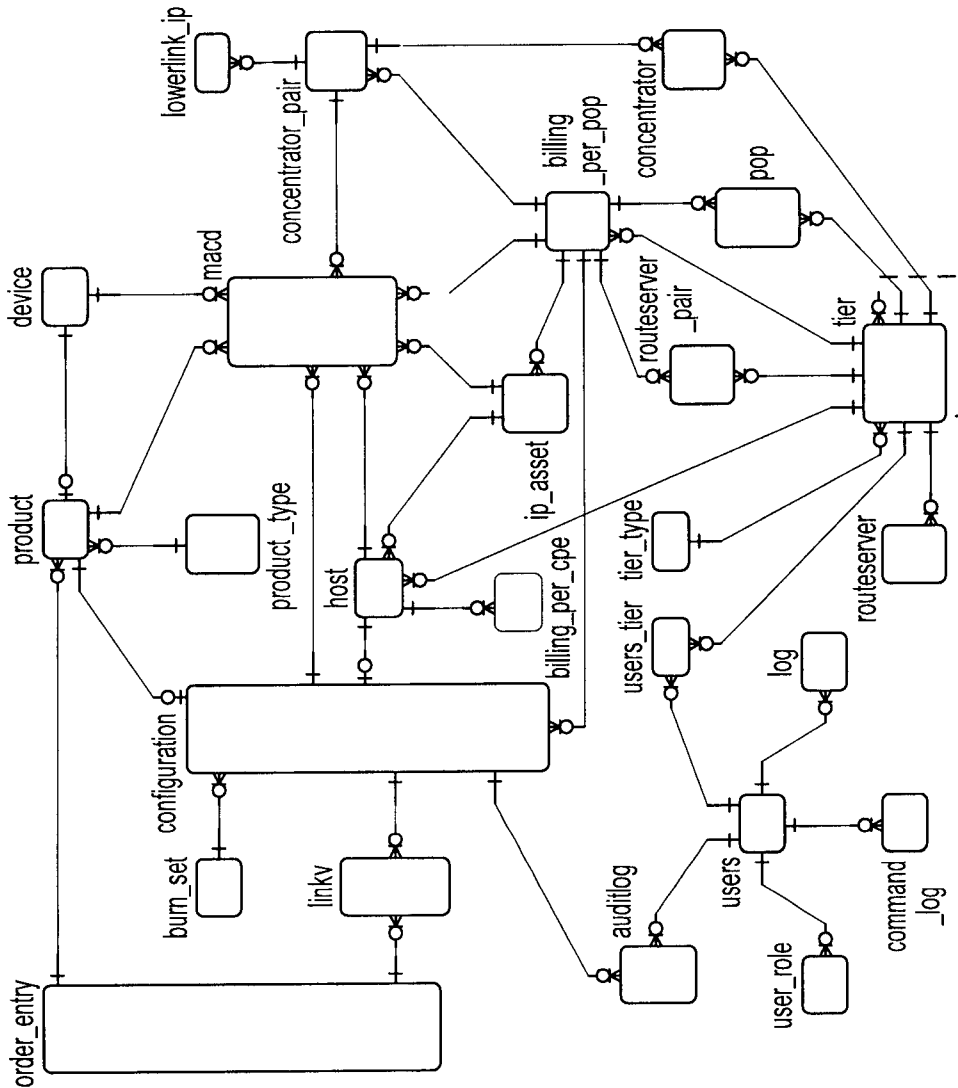 order_entry
burn_set
linkv
auditlog
user_role
users
command
_log
log
users_tier
configuration
product
product_type
host
billing_per_cpe
tier_type
routeserver
device
macd
ip_asset
routeserver
_pair
tier
billing
_per_pop
pop
concentrator
concentrator_pair
lowerlink_ip